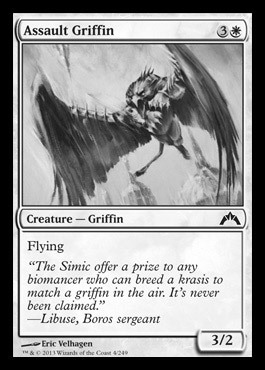 Assault Griffin 3
Creature — Griffin
Flying
“The Simic offer a prize to any
biomancer who can breed a krasis to
match a griffin in the air. It’s never
been claimed.”
—Libuse, Boros sergeant
3/2
Eric Velhagen
™ & © 2013 Wizards of the Coast 4/249